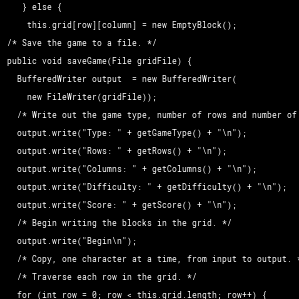 } else {
this.grid[row][column] = new EmptyBlock();
/* Save the game to a file. */
public void saveGame(File gridFile) {
BufferedWriter output  = new BufferedWriter(
new FileWriter(gridFile));
/* Write out the game type, number of rows and number of
output.write("Type: " + getGameType() + "\n");
output.write("Rows: " + getRows() + "\n");
output.write("Columns: " + getColumns() + "\n");
output.write("Difficulty: " + getDifficulty() + "\n");
output.write("Score: " + getScore() + "\n");
/* Begin writing the blocks in the grid. */
output.write("Begin\n");
/* Copy, one character at a time, from input to output. *
/* Traverse each row in the grid. */
for (int row = 0; row < this.grid.length; row++) {